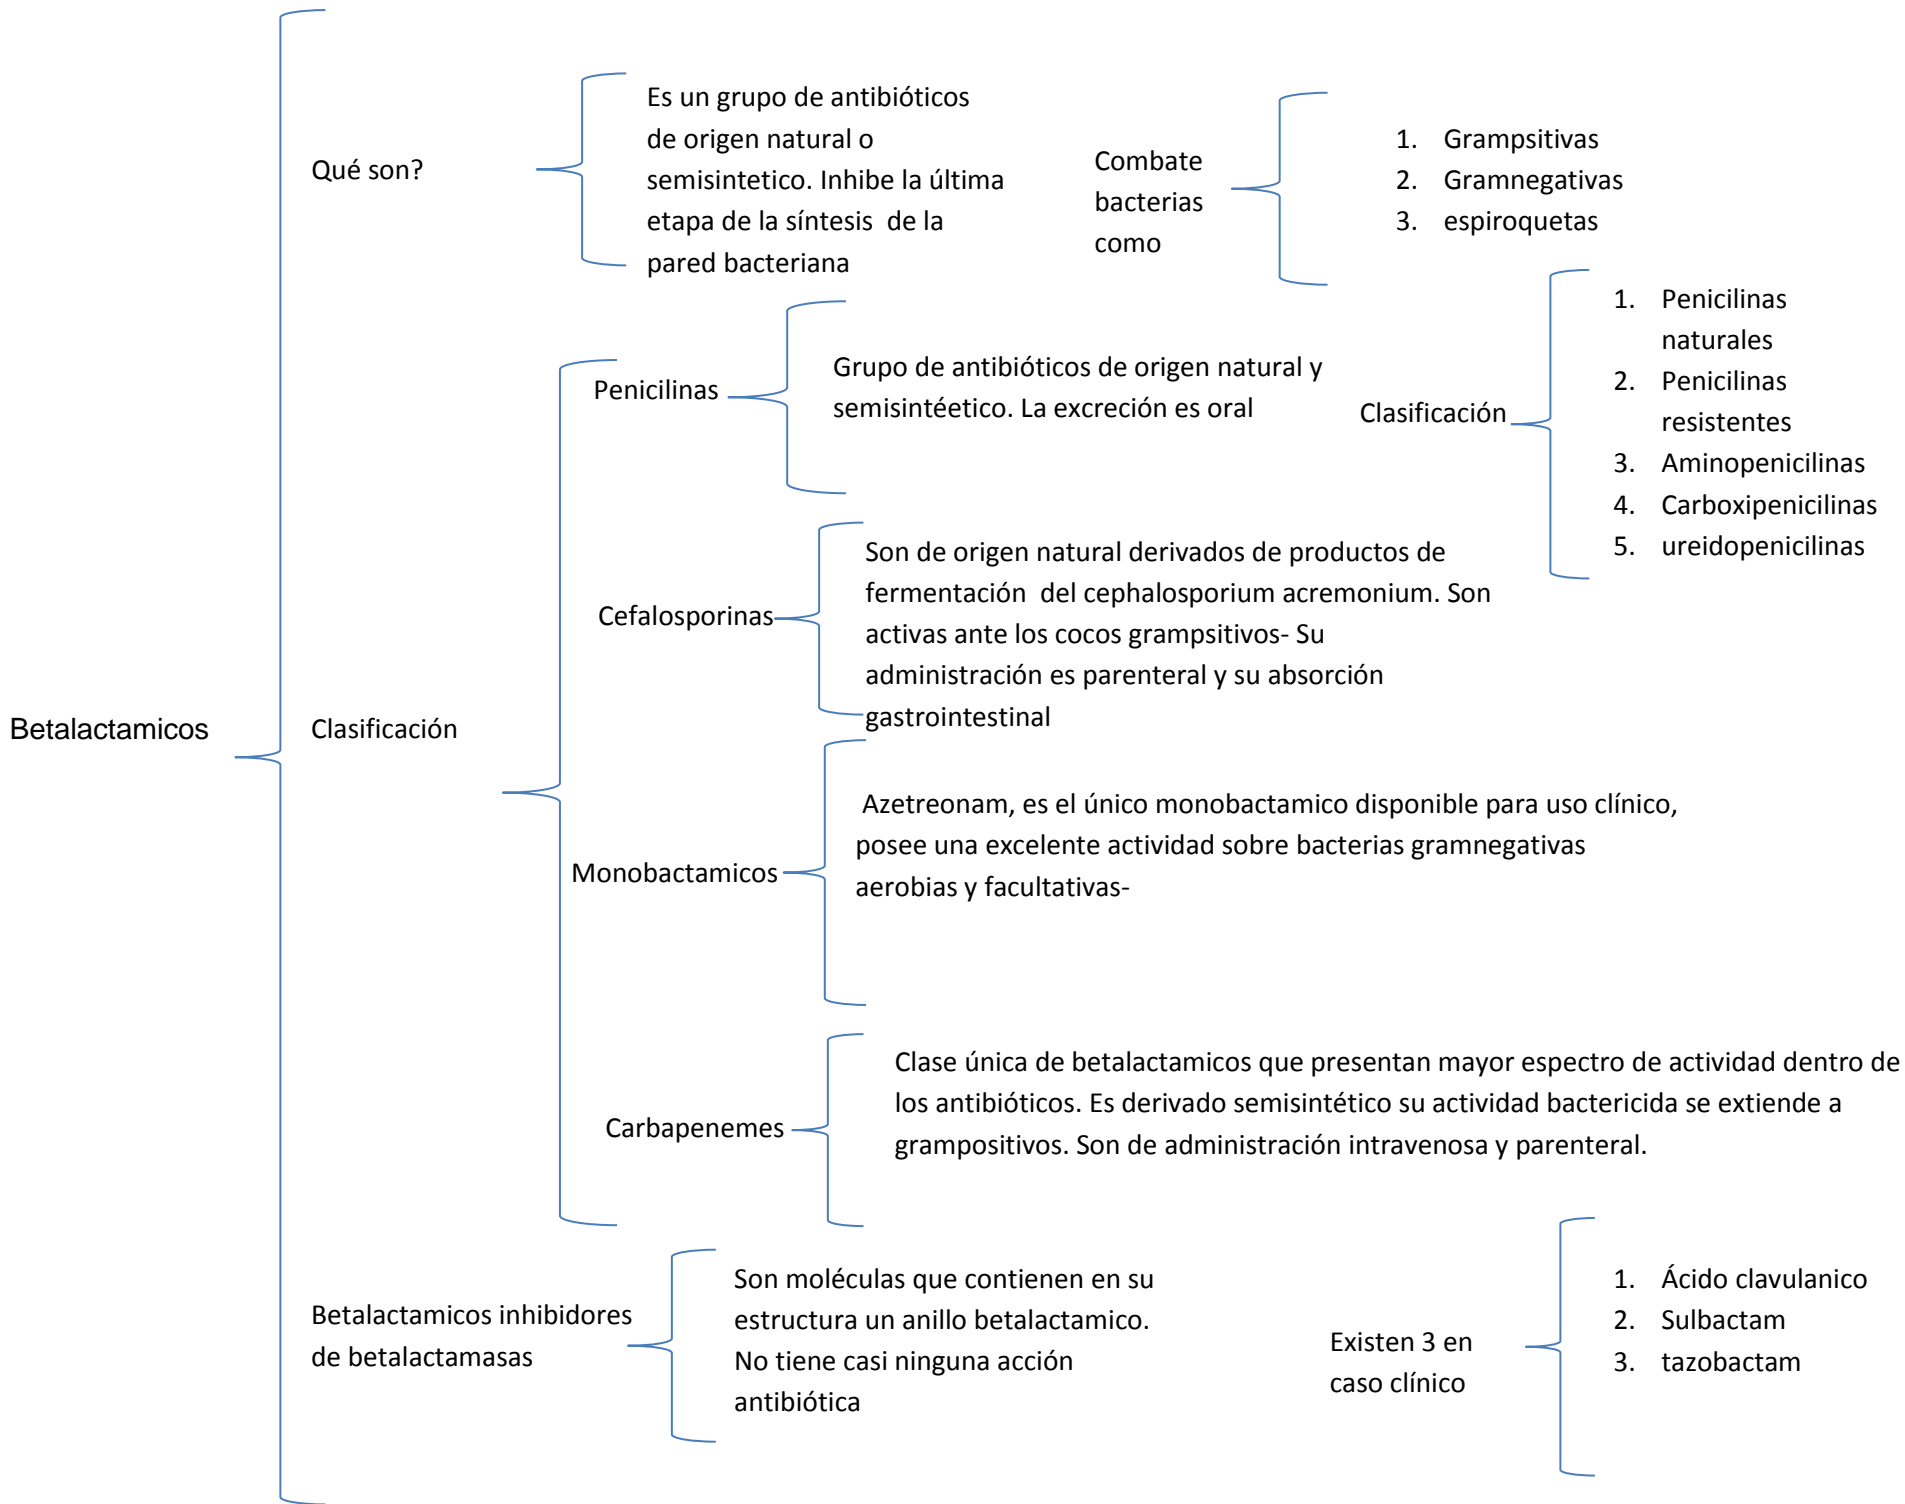 Betalactamicos
Qué son?
Es un grupo de antibióticos
de origen natural o
semisintetico. Inhibe la última
etapa de la síntesis  de la
pared bacteriana
Combate
bacterias
como
1. Grampsitivas
2. Gramnegativas
3. espiroquetas
Clasificación
Penicilinas
Grupo de antibióticos de origen natural y
semisintéetico. La excreción es oral
Clasificación
1. Penicilinas
naturales
2. Penicilinas
resistentes
3. Aminopenicilinas
4. Carboxipenicilinas
5. ureidopenicilinas
Cefalosporinas
Son de origen natural derivados de productos de
fermentación  del cephalosporium acremonium. Son
activas ante los cocos grampsitivos- Su
administración es parenteral y su absorción
gastrointestinal
Monobactamicos
Azetreonam, es el único monobactamico disponible para uso clínico,
posee una excelente actividad sobre bacterias gramnegativas
aerobias y facultativas-
Carbapenemes
Clase única de betalactamicos que presentan mayor espectro de actividad dentro de
los antibióticos. Es derivado semisintético su actividad bactericida se extiende a
grampositivos. Son de administración intravenosa y parenteral.
Betalactamicos inhibidores
de betalactamasas
Son moléculas que contienen en su
estructura un anillo betalactamico.
No tiene casi ninguna acción
antibiótica
Existen 3 en
caso clínico
1. Ácido clavulanico
2. Sulbactam
3. tazobactam